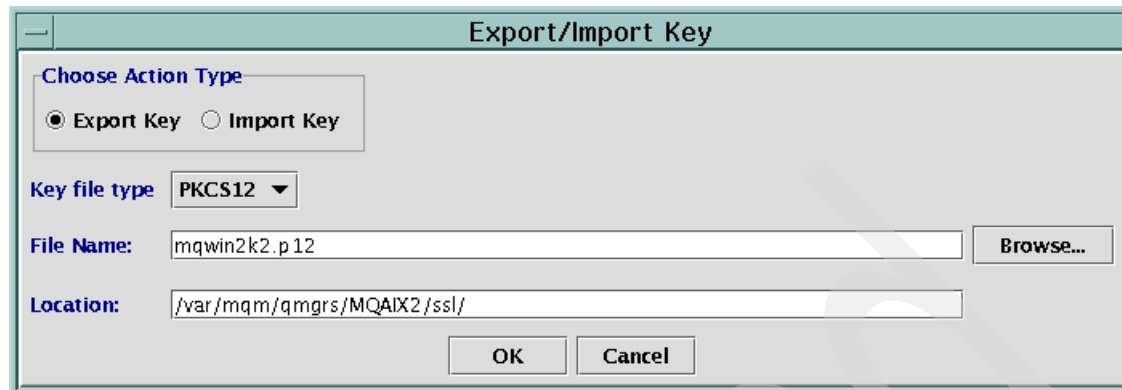 Export/Import Key
Choose Action Type
Export Key Import Key
Key file type PKCS12
File Name: mqwin2k2.p12 Browse...
Location: /var/mqm/qmgrs/MQAIX2/ssl/
OK Cancel